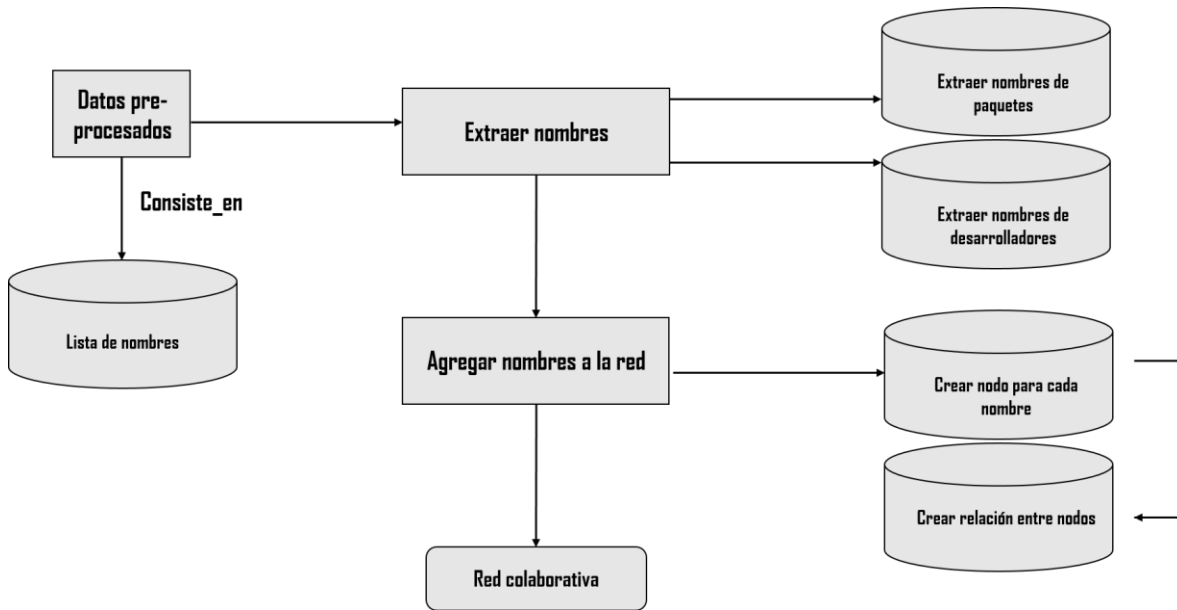 Datos pre-
procesados
Consiste_en
Lista de nombres
Extraer nombres
Extraer nombres de
paquetes
Extraer nombres de
desarrolladores
Agregar nombres a la red
Crear nodo para cada
nombre
Crear relación entre nodos
Red colaborativa